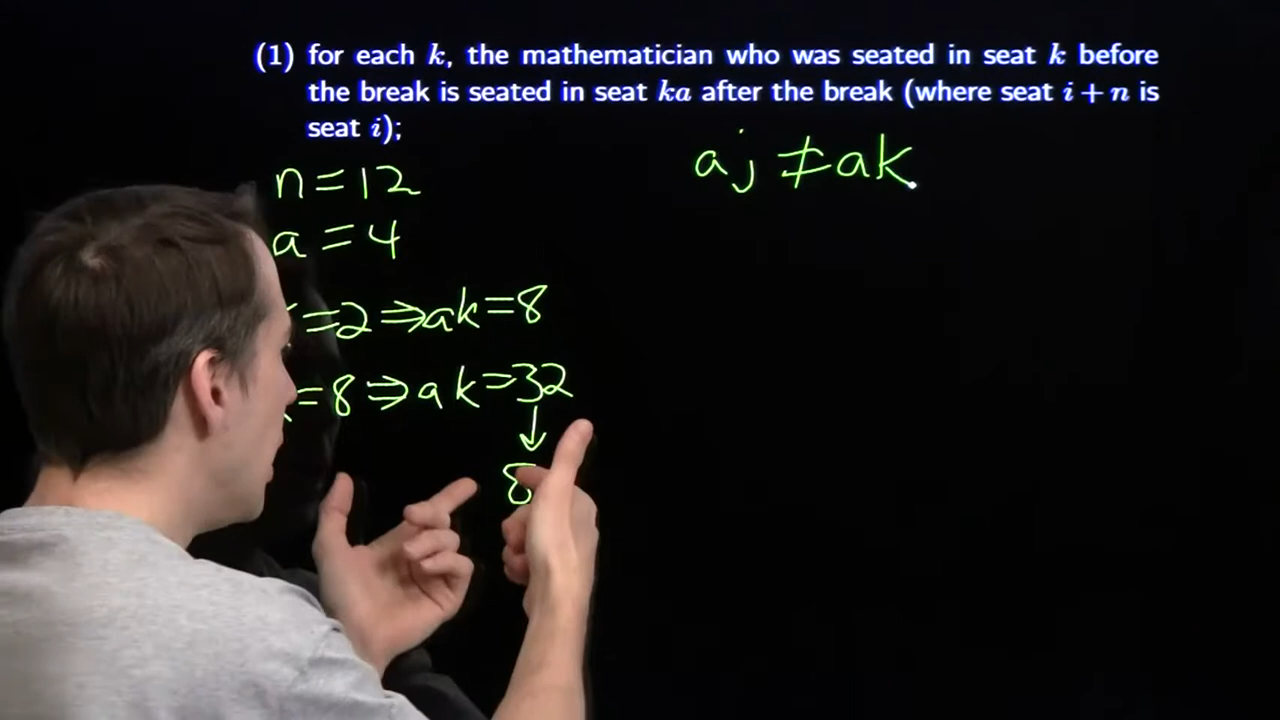 (1) for each k, the mathematician who was seated in seat k before
the break is seated in seat ka after the break (where seat i + n is
seat i);
aj ≠ ak
n = 12
a = 4
= 2 ⇒ ak = 8
= 8 ⇒ ak = 32
↓
8